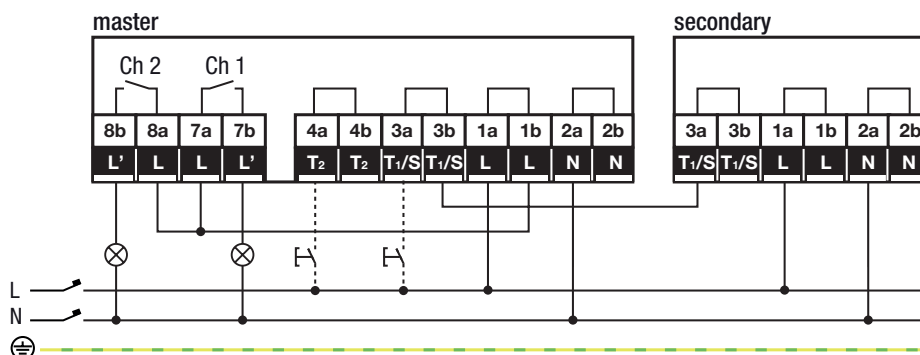 master
secondary
Ch 2 Ch 1
8b 8a 7a 7b 4a 4b 3a 3b 1a 1b 2a 2b 3a 3b 1a 1b 2a 2b
L' L L L' T₂ T₂ T₁/S T₁/S L L N N T₁/S T₁/S L L N N
L
N